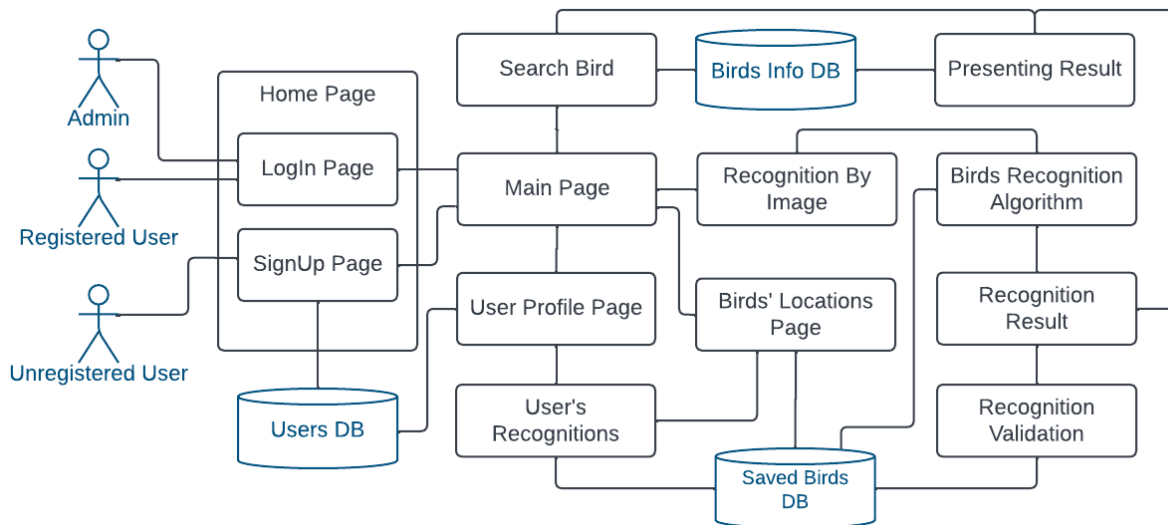 Admin
Registered User
Unregistered User
Home Page
LogIn Page
SignUp Page
Users DB
Search Bird
Birds Info DB
Presenting Result
Main Page
Recognition By
Image
Birds Recognition
Algorithm
User Profile Page
Birds' Locations
Page
Recognition
Result
User's
Recognitions
Saved Birds
DB
Recognition
Validation